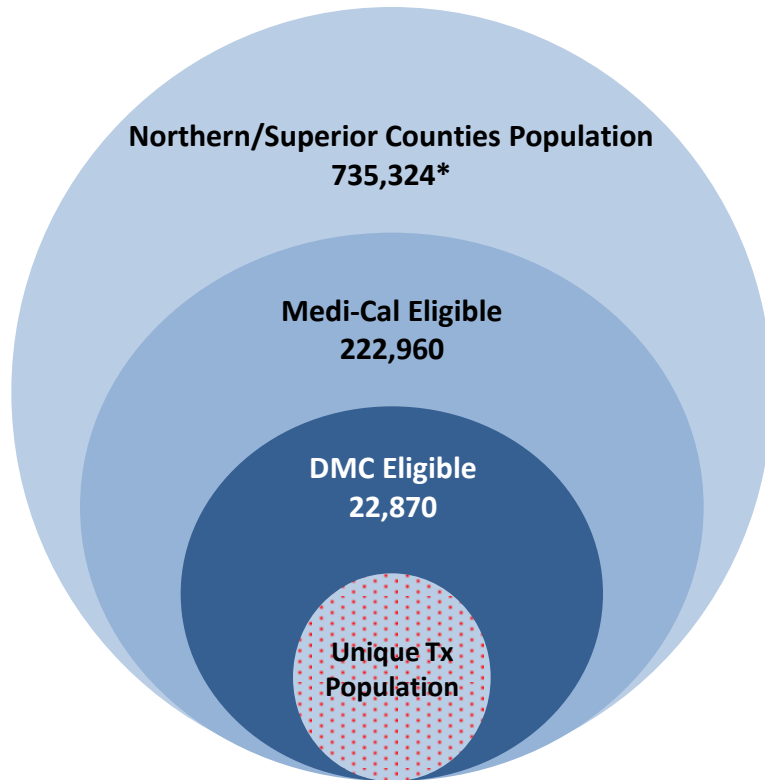 Northern/Superior Counties Population
735,324*
Medi-Cal Eligible
222,960
DMC Eligible
22,870
Unique Tx
Population